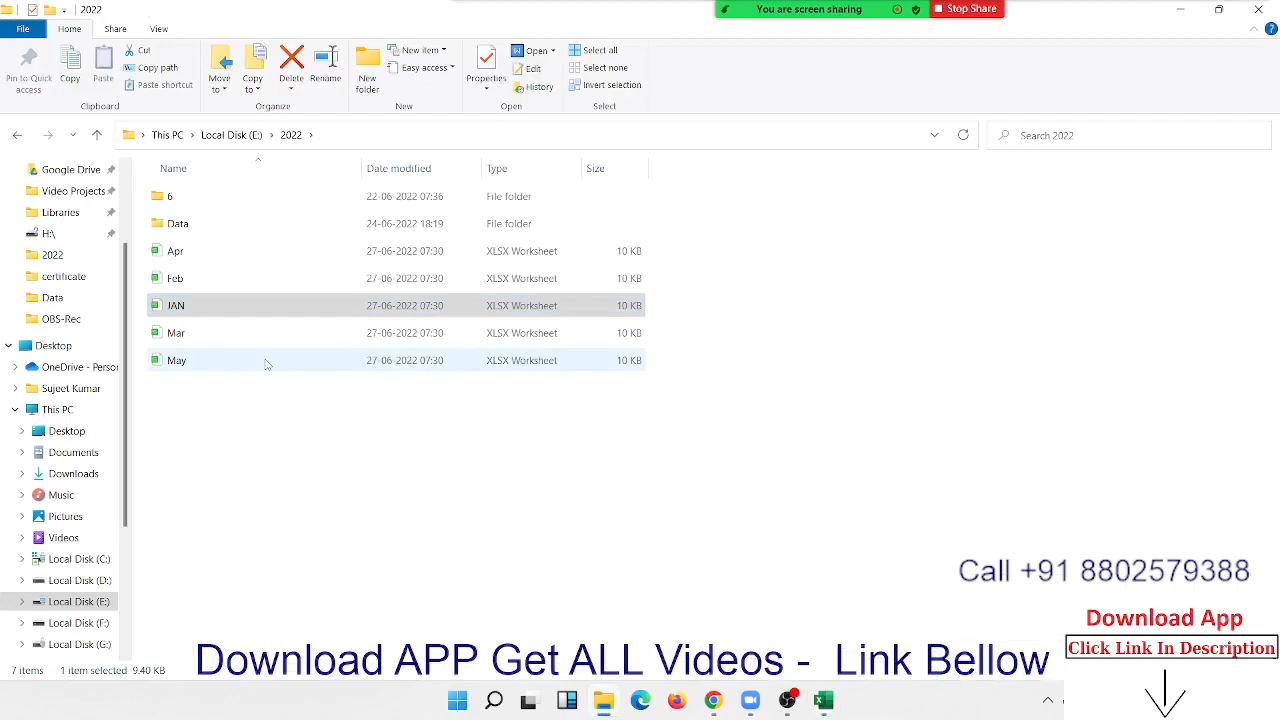 2022
You are screen sharing
Stop Share
File
Home
Share
View
Pin to Quick access
Copy
Paste
Cut
Copy path
Paste shortcut
Clipboard
Move to
Copy to
Delete
Rename
Organize
New folder
New item
Easy access
New
Properties
Open
Edit
History
Open
Select all
Select none
Invert selection
Select
This PC
Local Disk (E:)
2022
Search 2022
Google Drive
Video Projects
Libraries
H:\
2022
certificate
Data
OBS-Rec
Desktop
OneDrive - Person
Sujeet Kumar
This PC
Desktop
Documents
Downloads
Music
Pictures
Videos
Local Disk (C:)
Local Disk (D:)
Local Disk (E:)
Local Disk (F:)
Local Disk (G:)
Name Date modified Type Size
6 22-06-2022 07:36 File folder
Data 24-06-2022 18:19 File folder
Apr 27-06-2022 07:30 XLSX Worksheet 10 KB
Feb 27-06-2022 07:30 XLSX Worksheet 10 KB
JAN 27-06-2022 07:30 XLSX Worksheet 10 KB
Mar 27-06-2022 07:30 XLSX Worksheet 10 KB
May 27-06-2022 07:30 XLSX Worksheet 10 KB
Call +91 8802579388
Download App
Click Link In Description
Download APP Get ALL Videos - Link Bellow
7 items 1 item selected 9.40 KB